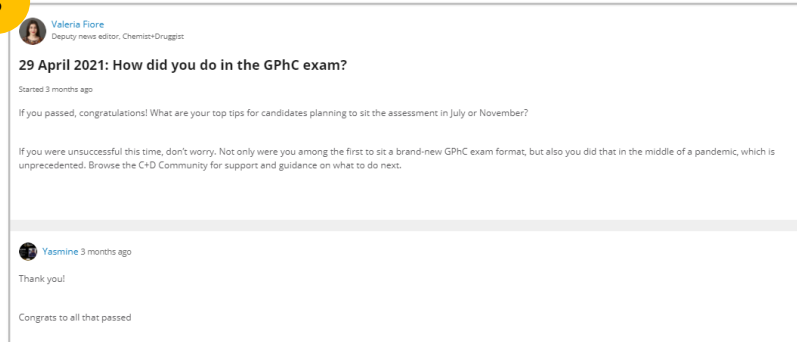 Valeria Fiore
Deputy news editor, Chemist+Druggist
29 April 2021: How did you do in the GPhC exam?
Started 3 months ago
If you passed, congratulations! What are your top tips for candidates planning to sit the assessment in July or November?
If you were unsuccessful this time, don't worry. Not only were you among the first to sit a brand-new GPhC exam format, but also you did that in the middle of a pandemic, which is
unprecedented. Browse the C+D Community for support and guidance on what to do next.
Yasmine 3 months ago
Thank you!
Congrats to all that passed